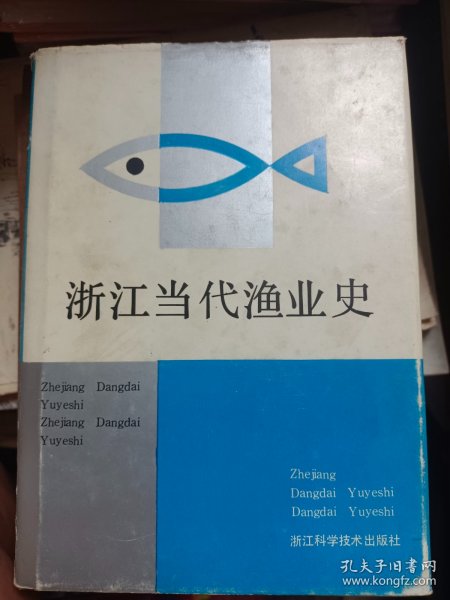 浙江当代渔业史
Zhejiang Dangdai
Yuyeshi
Zhejiang Dangdai
Yuyeshi
Zhejiang
Dangdai Yuyeshi
Dangdai Yuyeshi
浙江科学技术出版社
孔夫子旧书网
www.kongfz.com